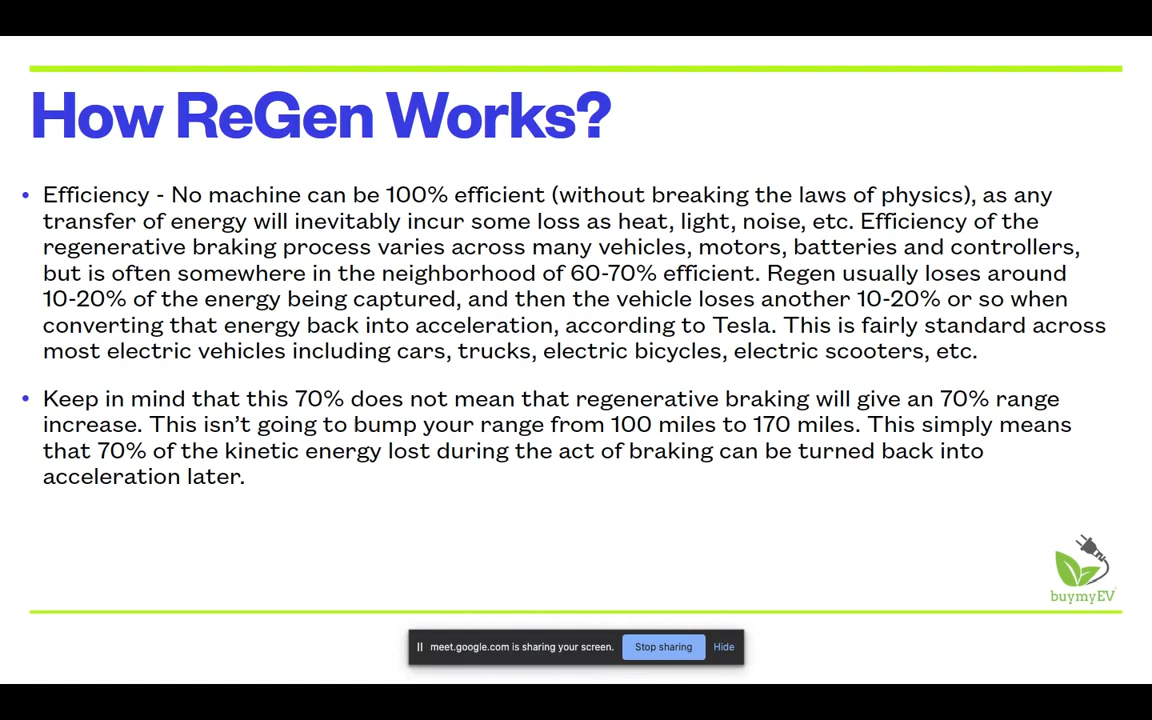 How ReGen Works?
• Efficiency - No machine can be 100% efficient (without breaking the laws of physics), as any
transfer of energy will inevitably incur some loss as heat, light, noise, etc. Efficiency of the
regenerative braking process varies across many vehicles, motors, batteries and controllers,
but is often somewhere in the neighborhood of 60-70% efficient. Regen usually loses around
10-20% of the energy being captured, and then the vehicle loses another 10-20% or so when
converting that energy back into acceleration, according to Tesla. This is fairly standard across
most electric vehicles including cars, trucks, electric bicycles, electric scooters, etc.
• Keep in mind that this 70% does not mean that regenerative braking will give an 70% range
increase. This isn’t going to bump your range from 100 miles to 170 miles. This simply means
that 70% of the kinetic energy lost during the act of braking can be turned back into
acceleration later.
buymyEV
meet.google.com is sharing your screen. Stop sharing Hide